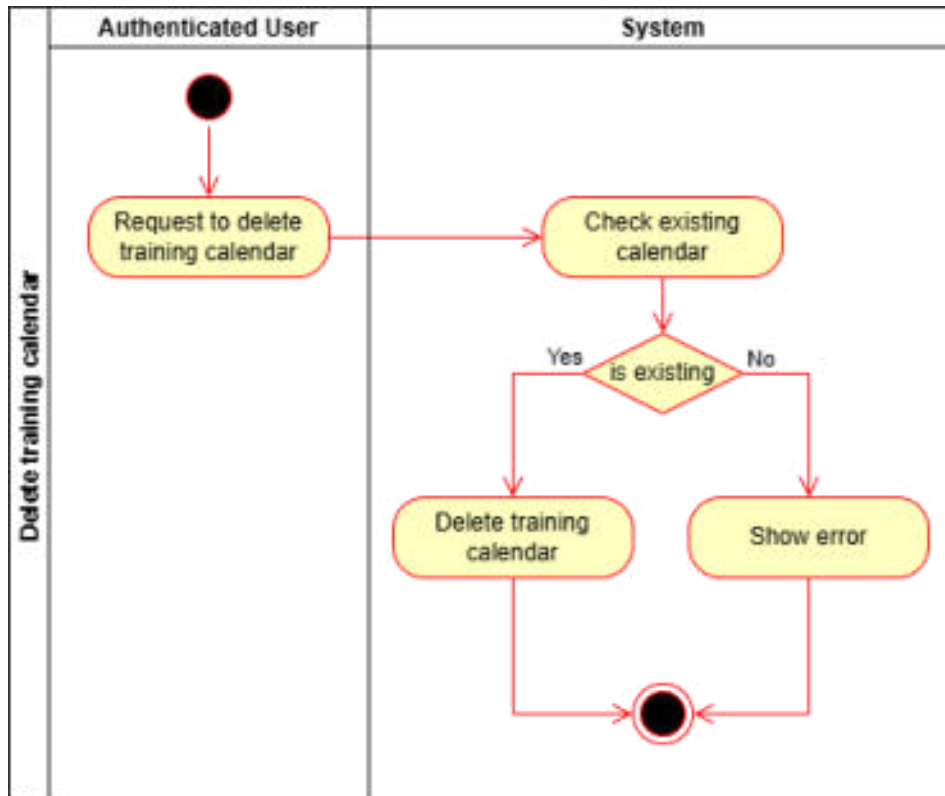 Delete training calendar
Authenticated User
System
Request to delete
training calendar
Check existing
calendar
is existing
Yes
No
Delete training
calendar
Show error